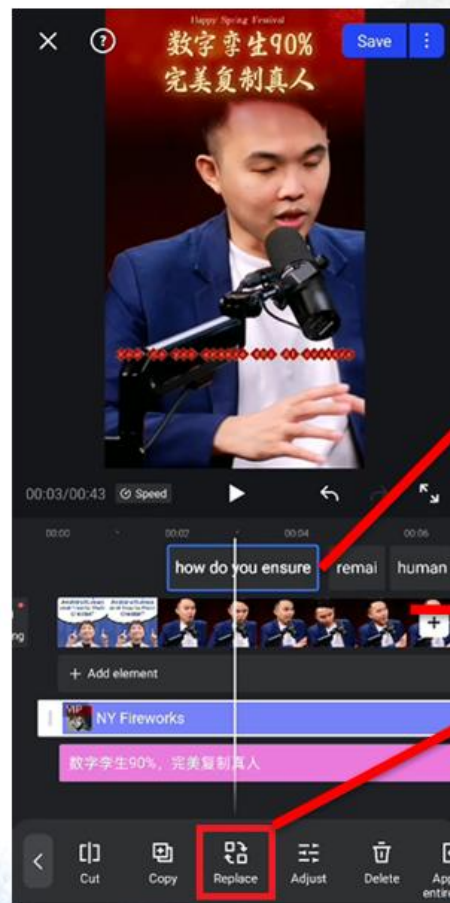 Happy Spring Festival
数字孪生90%
完美复制真人
Save
00:03/00:43 Speed
00:00 00:02 00:04 00:06
how do you ensure remai human
+ Add element
VIP NY Fireworks
数字孪生90%，完美复制真人
Cut Copy Replace Adjust Delete